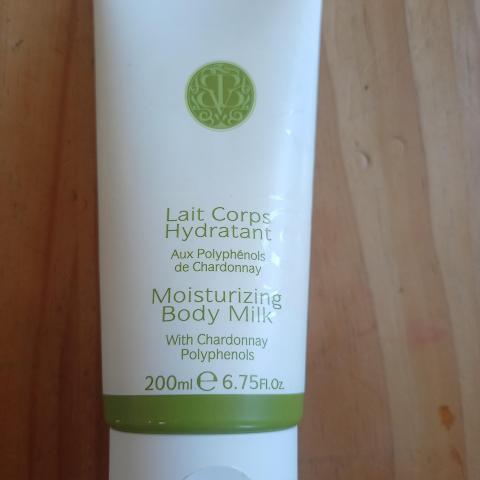 Lait Corps
Hydratant
Aux Polyphénols
de Chardonnay
Moisturizing
Body Milk
With Chardonnay
Polyphenols
200ml ℮ 6.75Fl.Oz.